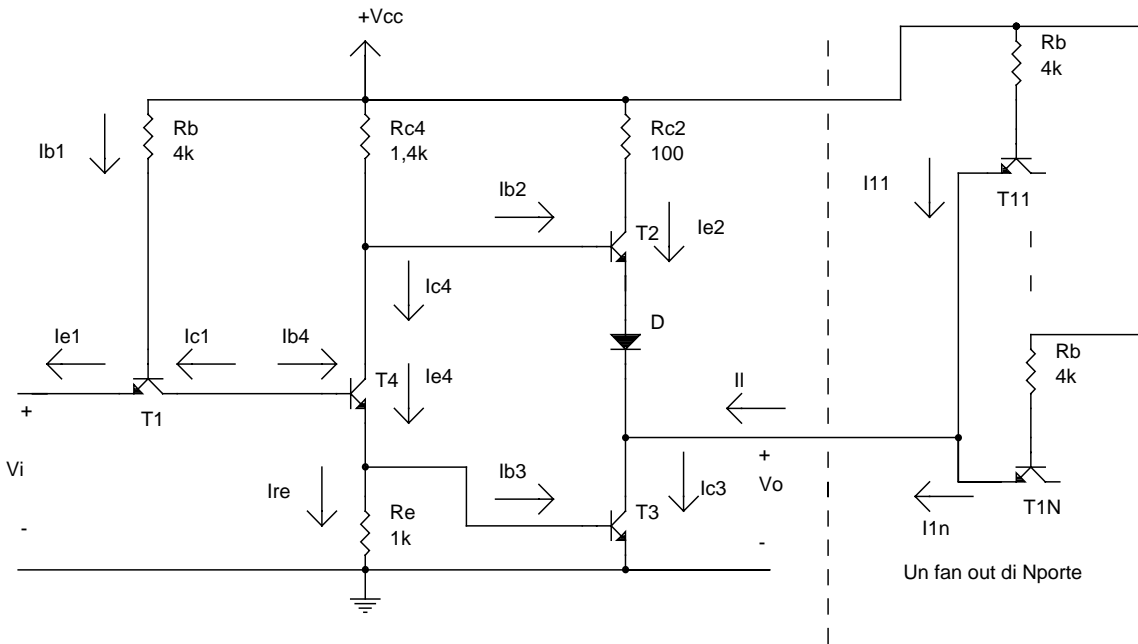 +Vcc
Rb
4k
Ib1
Rb
4k
Rc4
1,4k
Rc2
100
Ib2
I11
T11
T2
Ie2
Ic4
D
Ie1
Ic1
Ib4
T4
Ie4
Rb
4k
T1
+
Il
Vi
Ire
Ib3
+
Vo
Ic3
Re
1k
T3
I1n
T1N
-
-
Un fan out di Nporte